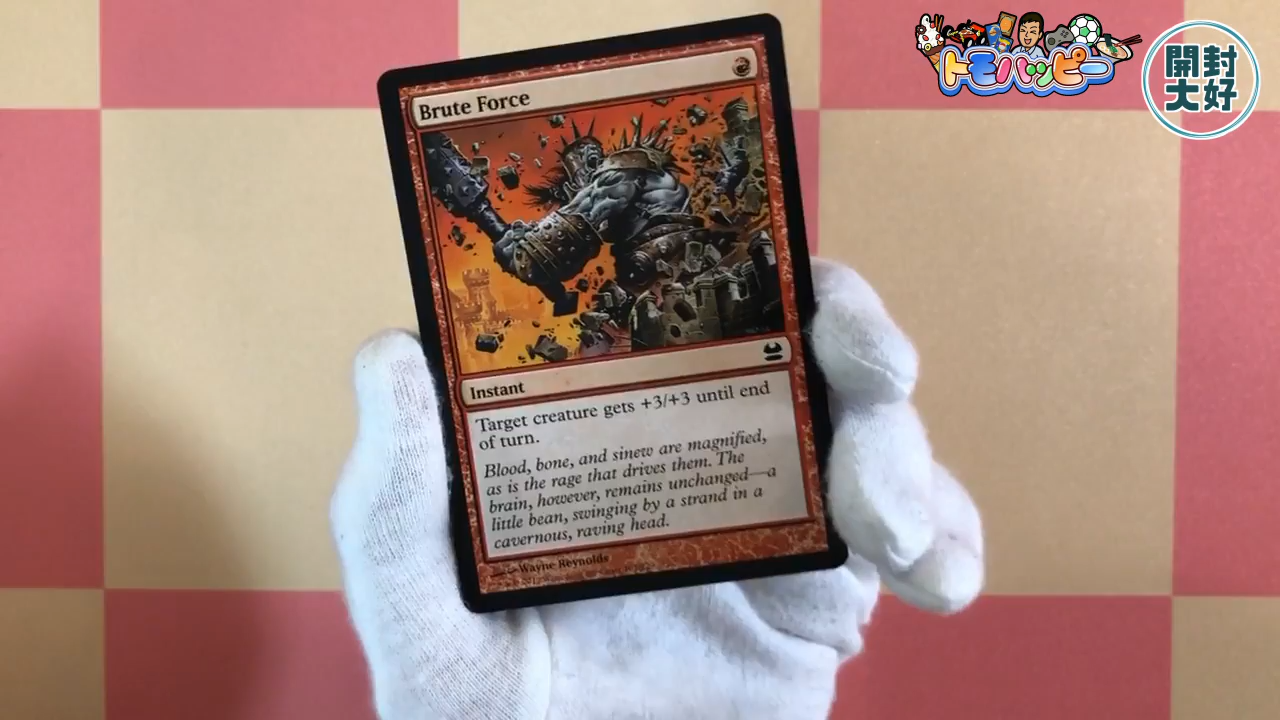 トモハッピー
開封
大好
Brute Force
Instant
Target creature gets +3/+3 until end
of turn.
Blood, bone, and sinew are magnified,
as is the rage that drives them. The
brain, however, remains unchanged—a
little bean, swinging by a strand in a
cavernous, raving head.
Wayne Reynolds